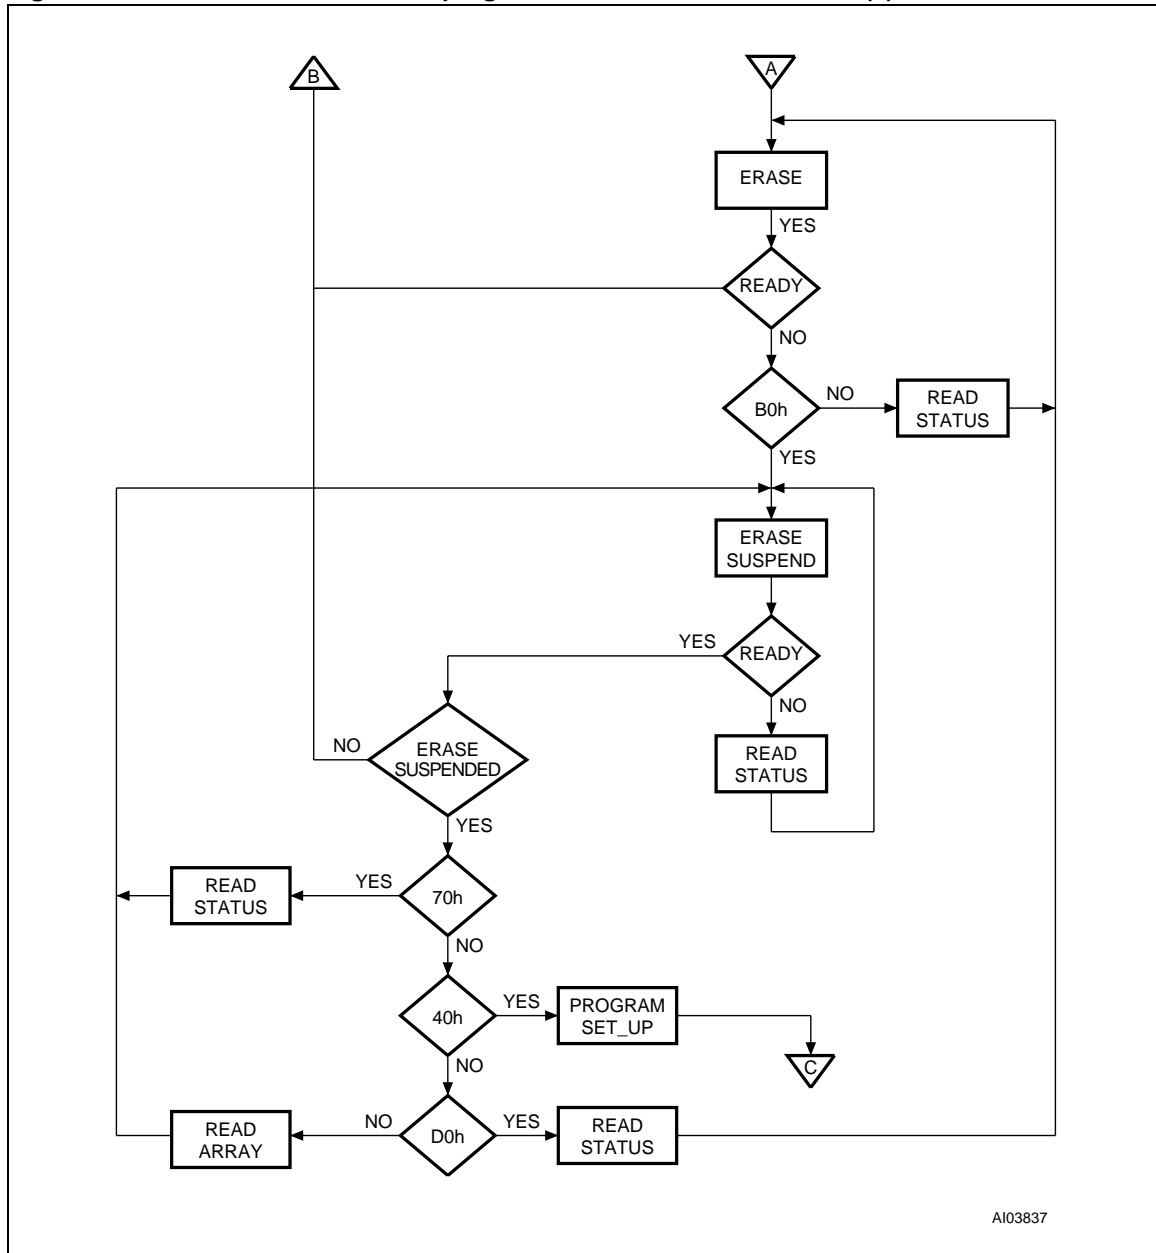 B
A
ERASE
YES
READY
NO
B0h
NO
READ
STATUS
YES
ERASE
SUSPEND
YES
READY
NO
NO
ERASE
SUSPENDED
READ
STATUS
YES
READ
STATUS
YES
70h
NO
40h
YES
PROGRAM
SET_UP
NO
C
READ
ARRAY
NO
D0h
YES
READ
STATUS
AI03837